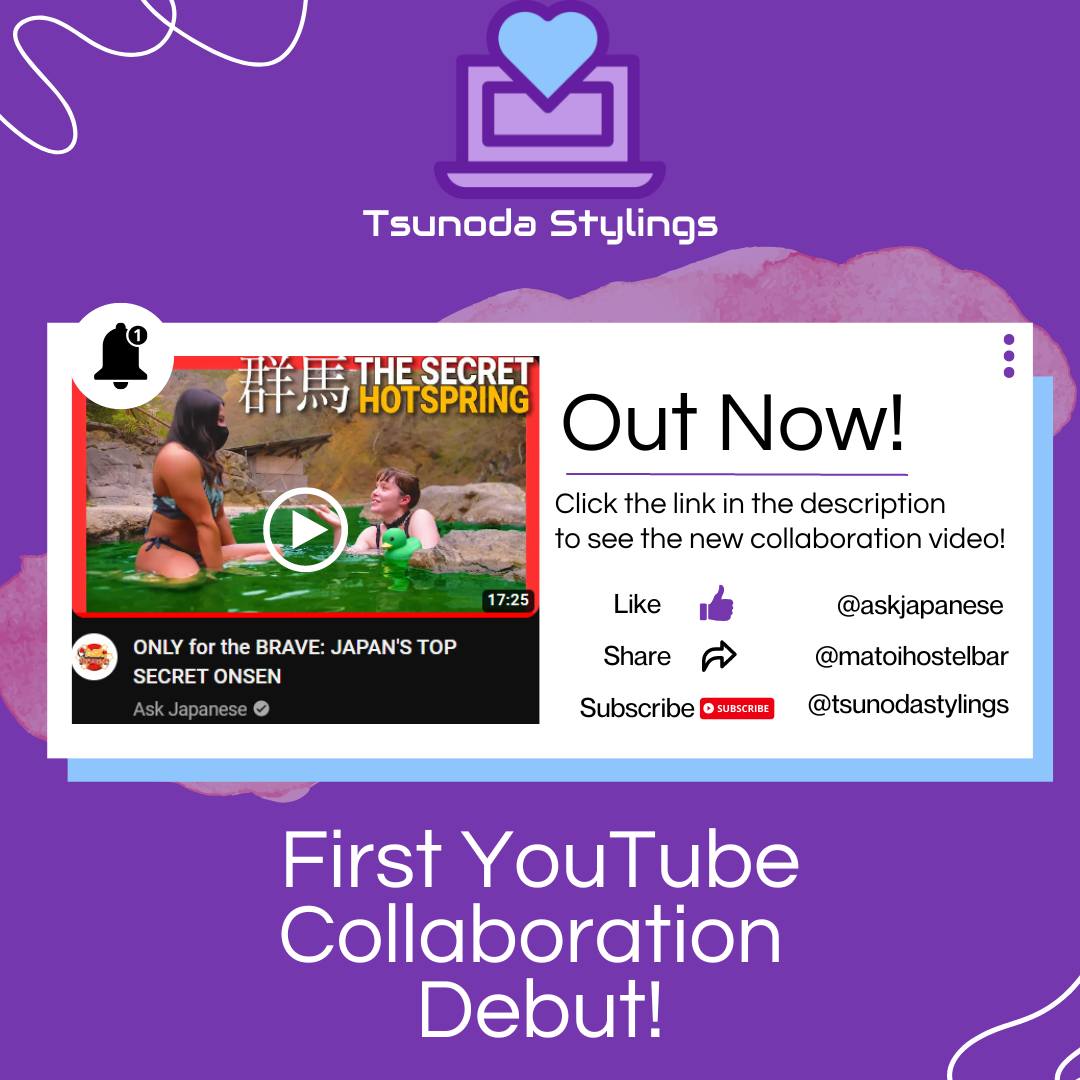 Tsunoda Stylings
1
群馬 THE SECRET
HOTSPRING
17:25
ONLY for the BRAVE: JAPAN'S TOP
SECRET ONSEN
Ask Japanese
Out Now!
Click the link in the description
to see the new collaboration video!
Like @askjapanese
Share @matoihostelbar
Subscribe SUBSCRIBE @tsunodastylings
First YouTube
Collaboration
Debut!